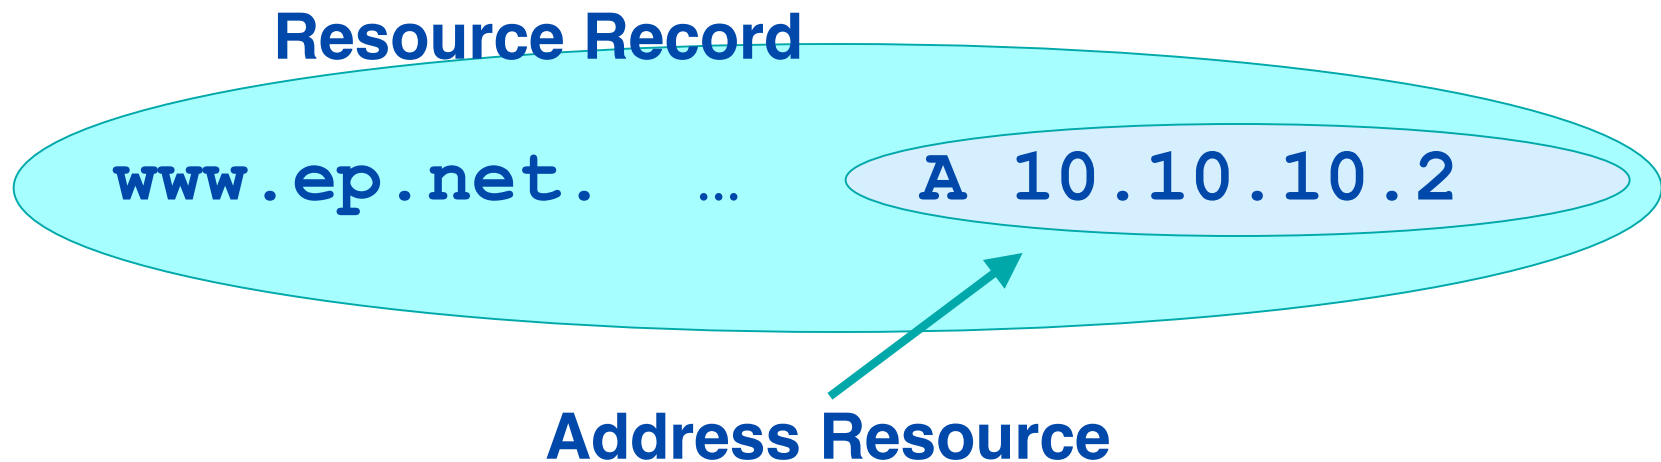 Resource Record
www.ep.net. ... A 10.10.10.2
Address Resource